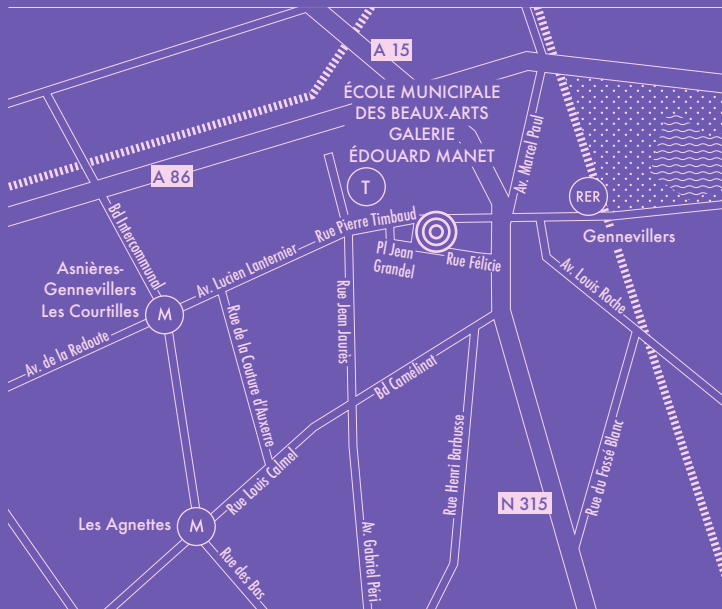 A 15
ÉCOLE MUNICIPALE
DES BEAUX-ARTS
GALERIE
ÉDOUARD MANET
A 86
T
Av. Marcel Paul
RER
Gennevillers
Bd Intercommunal
Rue Pierre Timbaud
Pl Jean
Grandel
Rue Félicie
Av. Louis Roche
Asnières-
Gennevillers
Les Courtilles
M
Av. Lucien Lanternier
Av. de la Redoute
Rue de la Couture d'Auxerre
Rue Jean Jaurès
Bd Camélinat
Rue Henri Barbusse
Rue du Fossé Blanc
N 315
Rue Louis Calmel
Les Agnettes
M
Rue des Bas
Av. Gabriel Péri